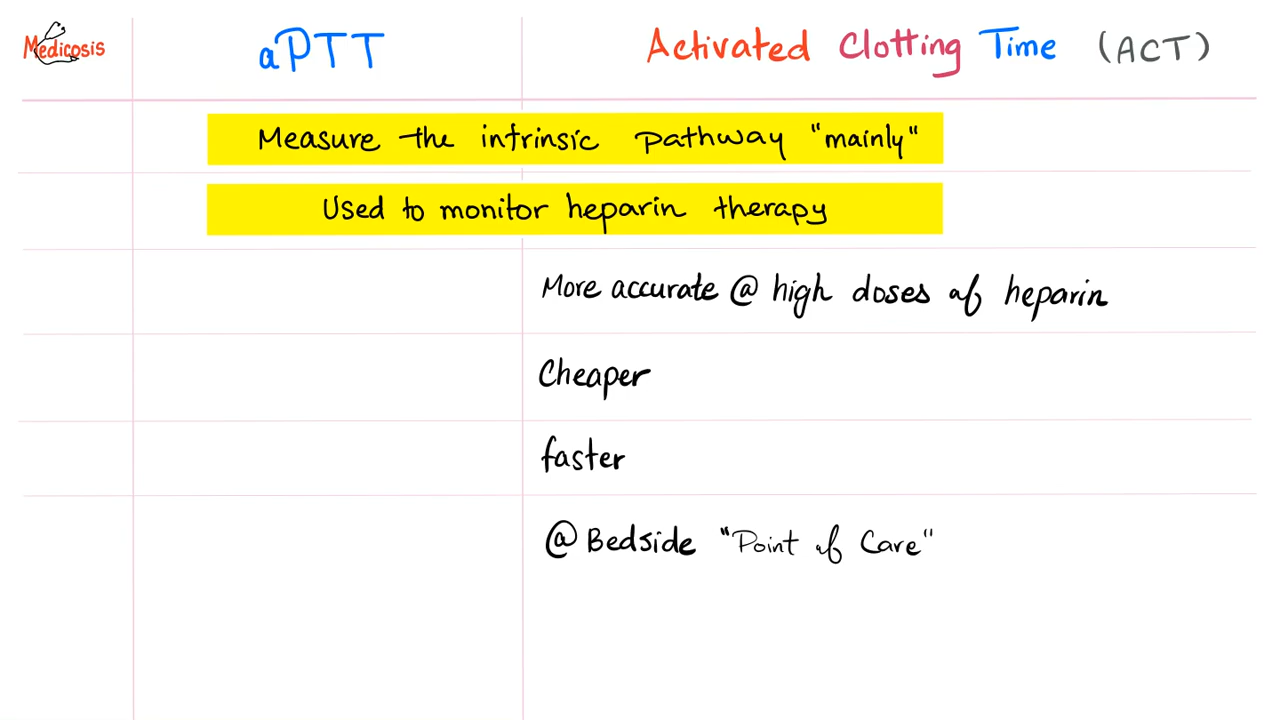 Medicosis
aPTT
Activated Clotting Time (ACT)
Measure the intrinsic pathway "mainly"
Used to monitor heparin therapy
More accurate @ high doses of heparin
Cheaper
faster
@ Bedside "Point of Care"